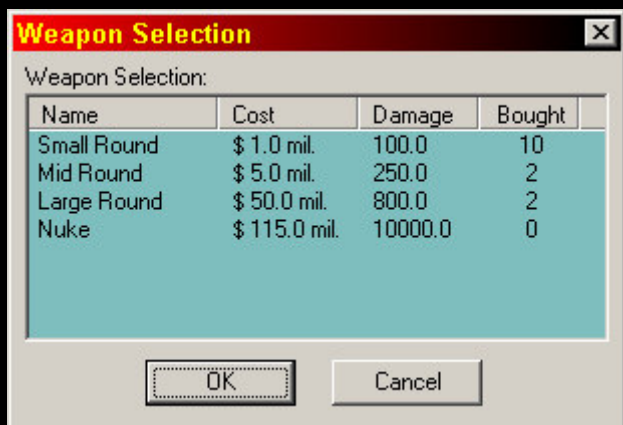 Weapon Selection
Weapon Selection:
Name Cost Damage Bought
Small Round $ 1.0 mil. 100.0 10
Mid Round $ 5.0 mil. 250.0 2
Large Round $ 50.0 mil. 800.0 2
Nuke $ 115.0 mil. 10000.0 0
OK Cancel